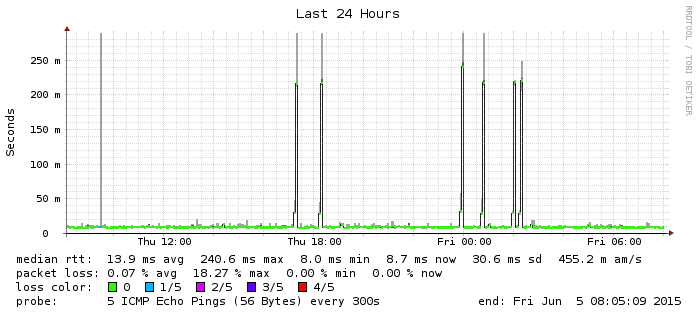 Last 24 Hours
RRDTOOL / TOBI OETIKER
Seconds
250 m
200 m
150 m
100 m
50 m
0
Thu 12:00 Thu 18:00 Fri 00:00 Fri 06:00
median rtt: 13.9 ms avg 240.6 ms max 8.0 ms min 8.7 ms now 30.6 ms sd 455.2 m am/s
packet loss: 0.07 % avg 18.27 % max 0.00 % min 0.00 % now
loss color: 0 1/5 2/5 3/5 4/5
probe: 5 ICMP Echo Pings (56 Bytes) every 300s end: Fri Jun 5 08:05:09 2015